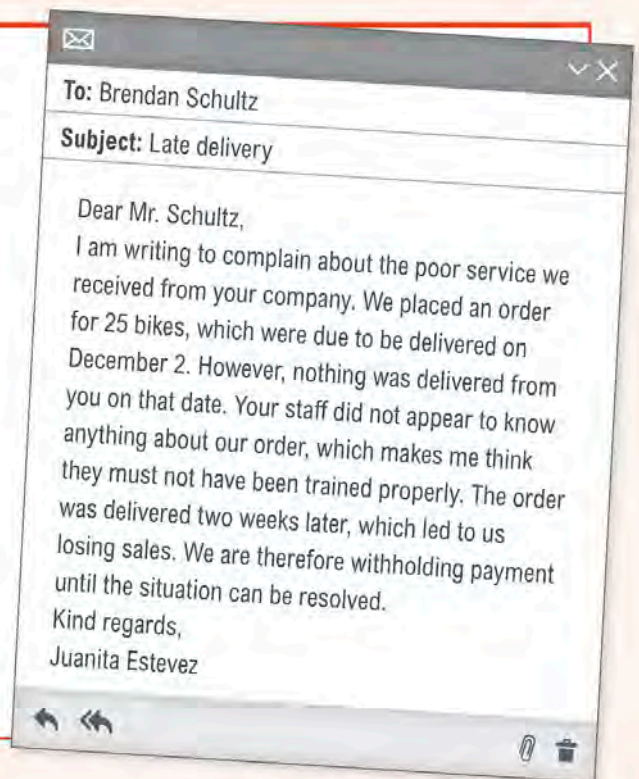 To: Brendan Schultz
Subject: Late delivery
Dear Mr. Schultz,
I am writing to complain about the poor service we
received from your company. We placed an order
for 25 bikes, which were due to be delivered on
December 2. However, nothing was delivered from
you on that date. Your staff did not appear to know
anything about our order, which makes me think
they must not have been trained properly. The order
was delivered two weeks later, which led to us
losing sales. We are therefore withholding payment
until the situation can be resolved.
Kind regards,
Juanita Estevez